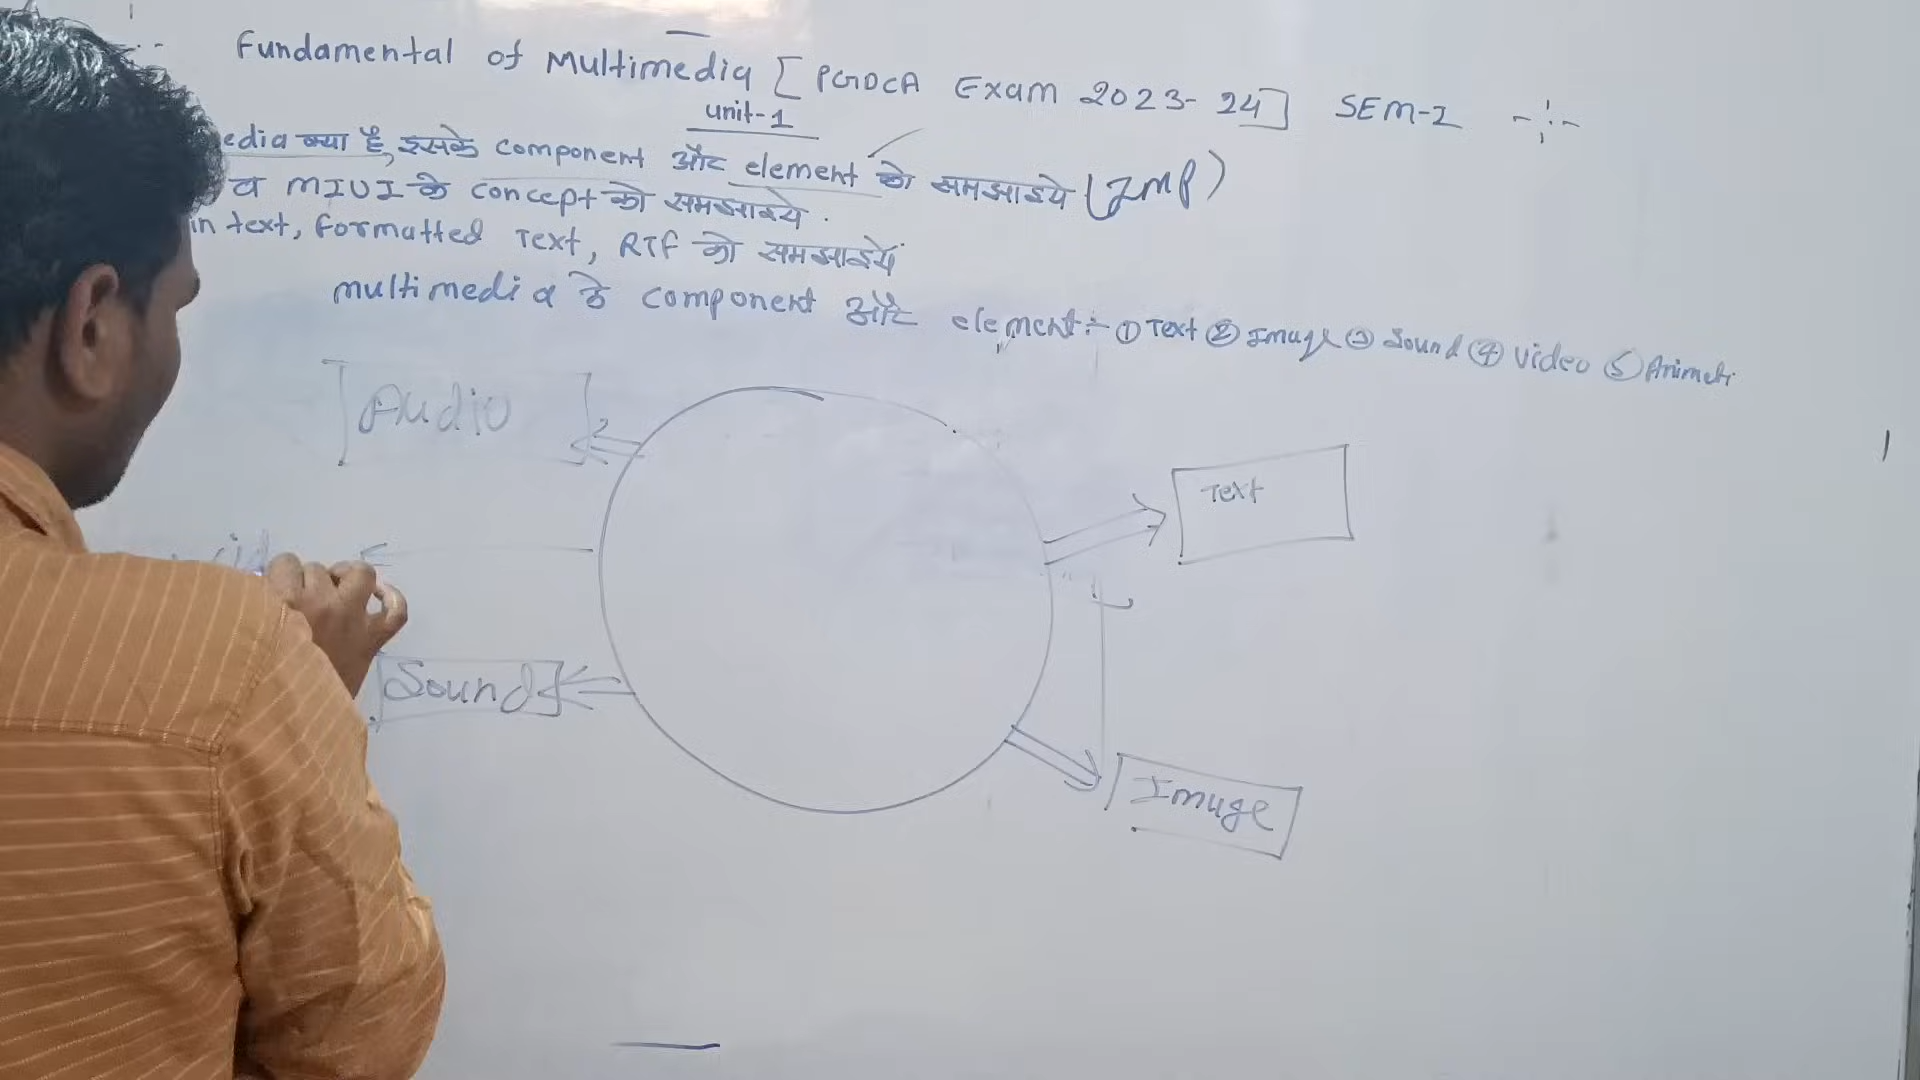 Fundamental of Multimedia [PGDCA Exam 2023-24] SEM-I
unit-1
edia क्या है, इसके component और element को समझाइये (IMP)
व MIUI के concept को समझाइये .
in text, Formatted Text, RTF को समझाइये
multimedia के component और element :- ① Text ② Image ③ Sound ④ video ⑤ Animati
Audio
Text
Sound
Image